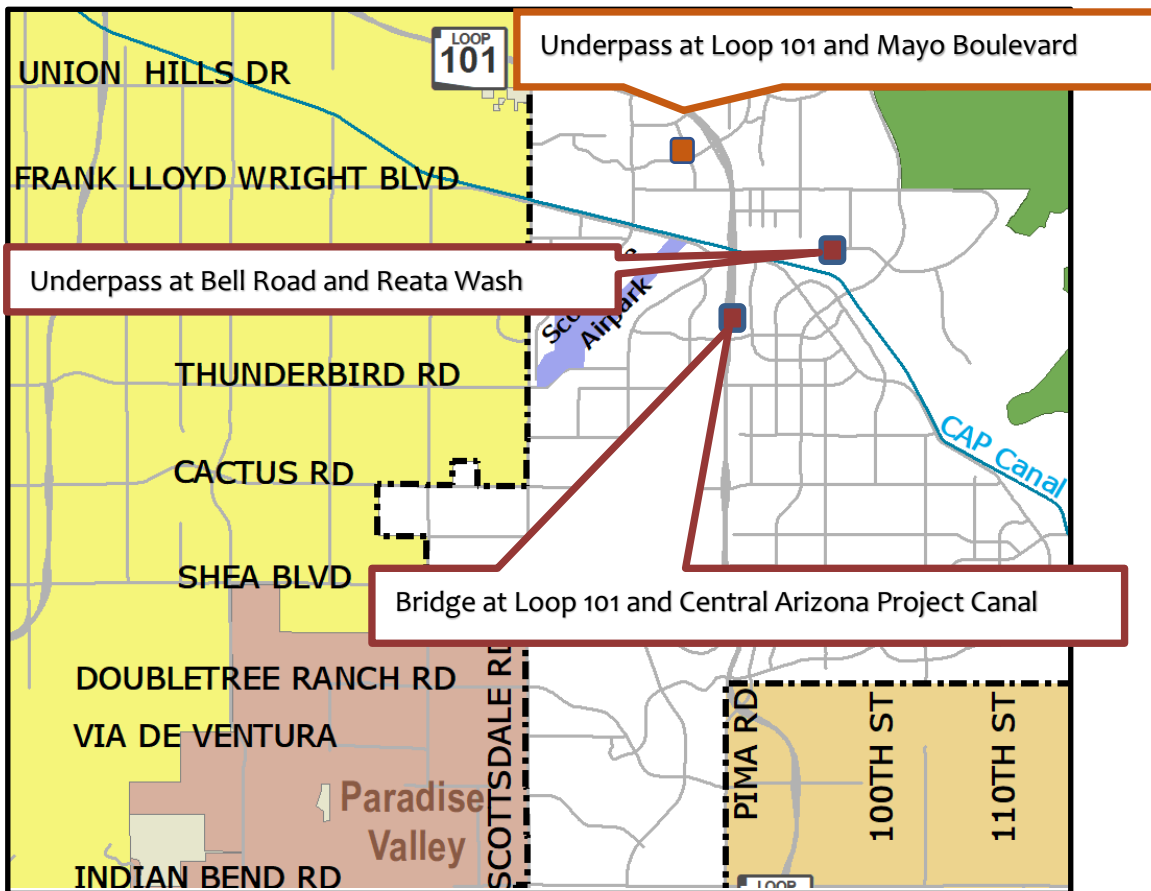 LOOP
101
Underpass at Loop 101 and Mayo Boulevard
UNION HILLS DR
FRANK LLOYD WRIGHT BLVD
Underpass at Bell Road and Reata Wash
Airpark
THUNDERBIRD RD
CACTUS RD
CAP Canal
SHEA BLVD
Bridge at Loop 101 and Central Arizona Project Canal
DOUBLETREE RANCH RD
VIA DE VENTURA
SCOTTSDALE RD
PIMA RD
100TH ST
110TH ST
Paradise
Valley
INDIAN BEND RD
LOOP